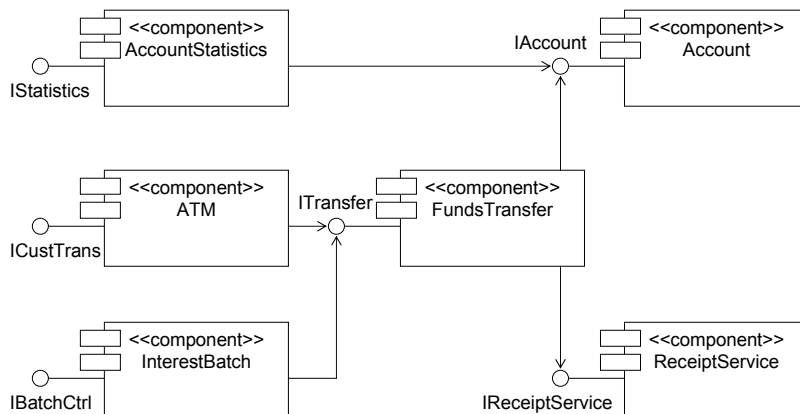 <<component>>
AccountStatistics
IStatistics
IAccount
<<component>>
Account
<<component>>
ATM
ICustTrans
ITransfer
<<component>>
FundsTransfer
<<component>>
InterestBatch
IBatchCtrl
<<component>>
ReceiptService
IReceiptService